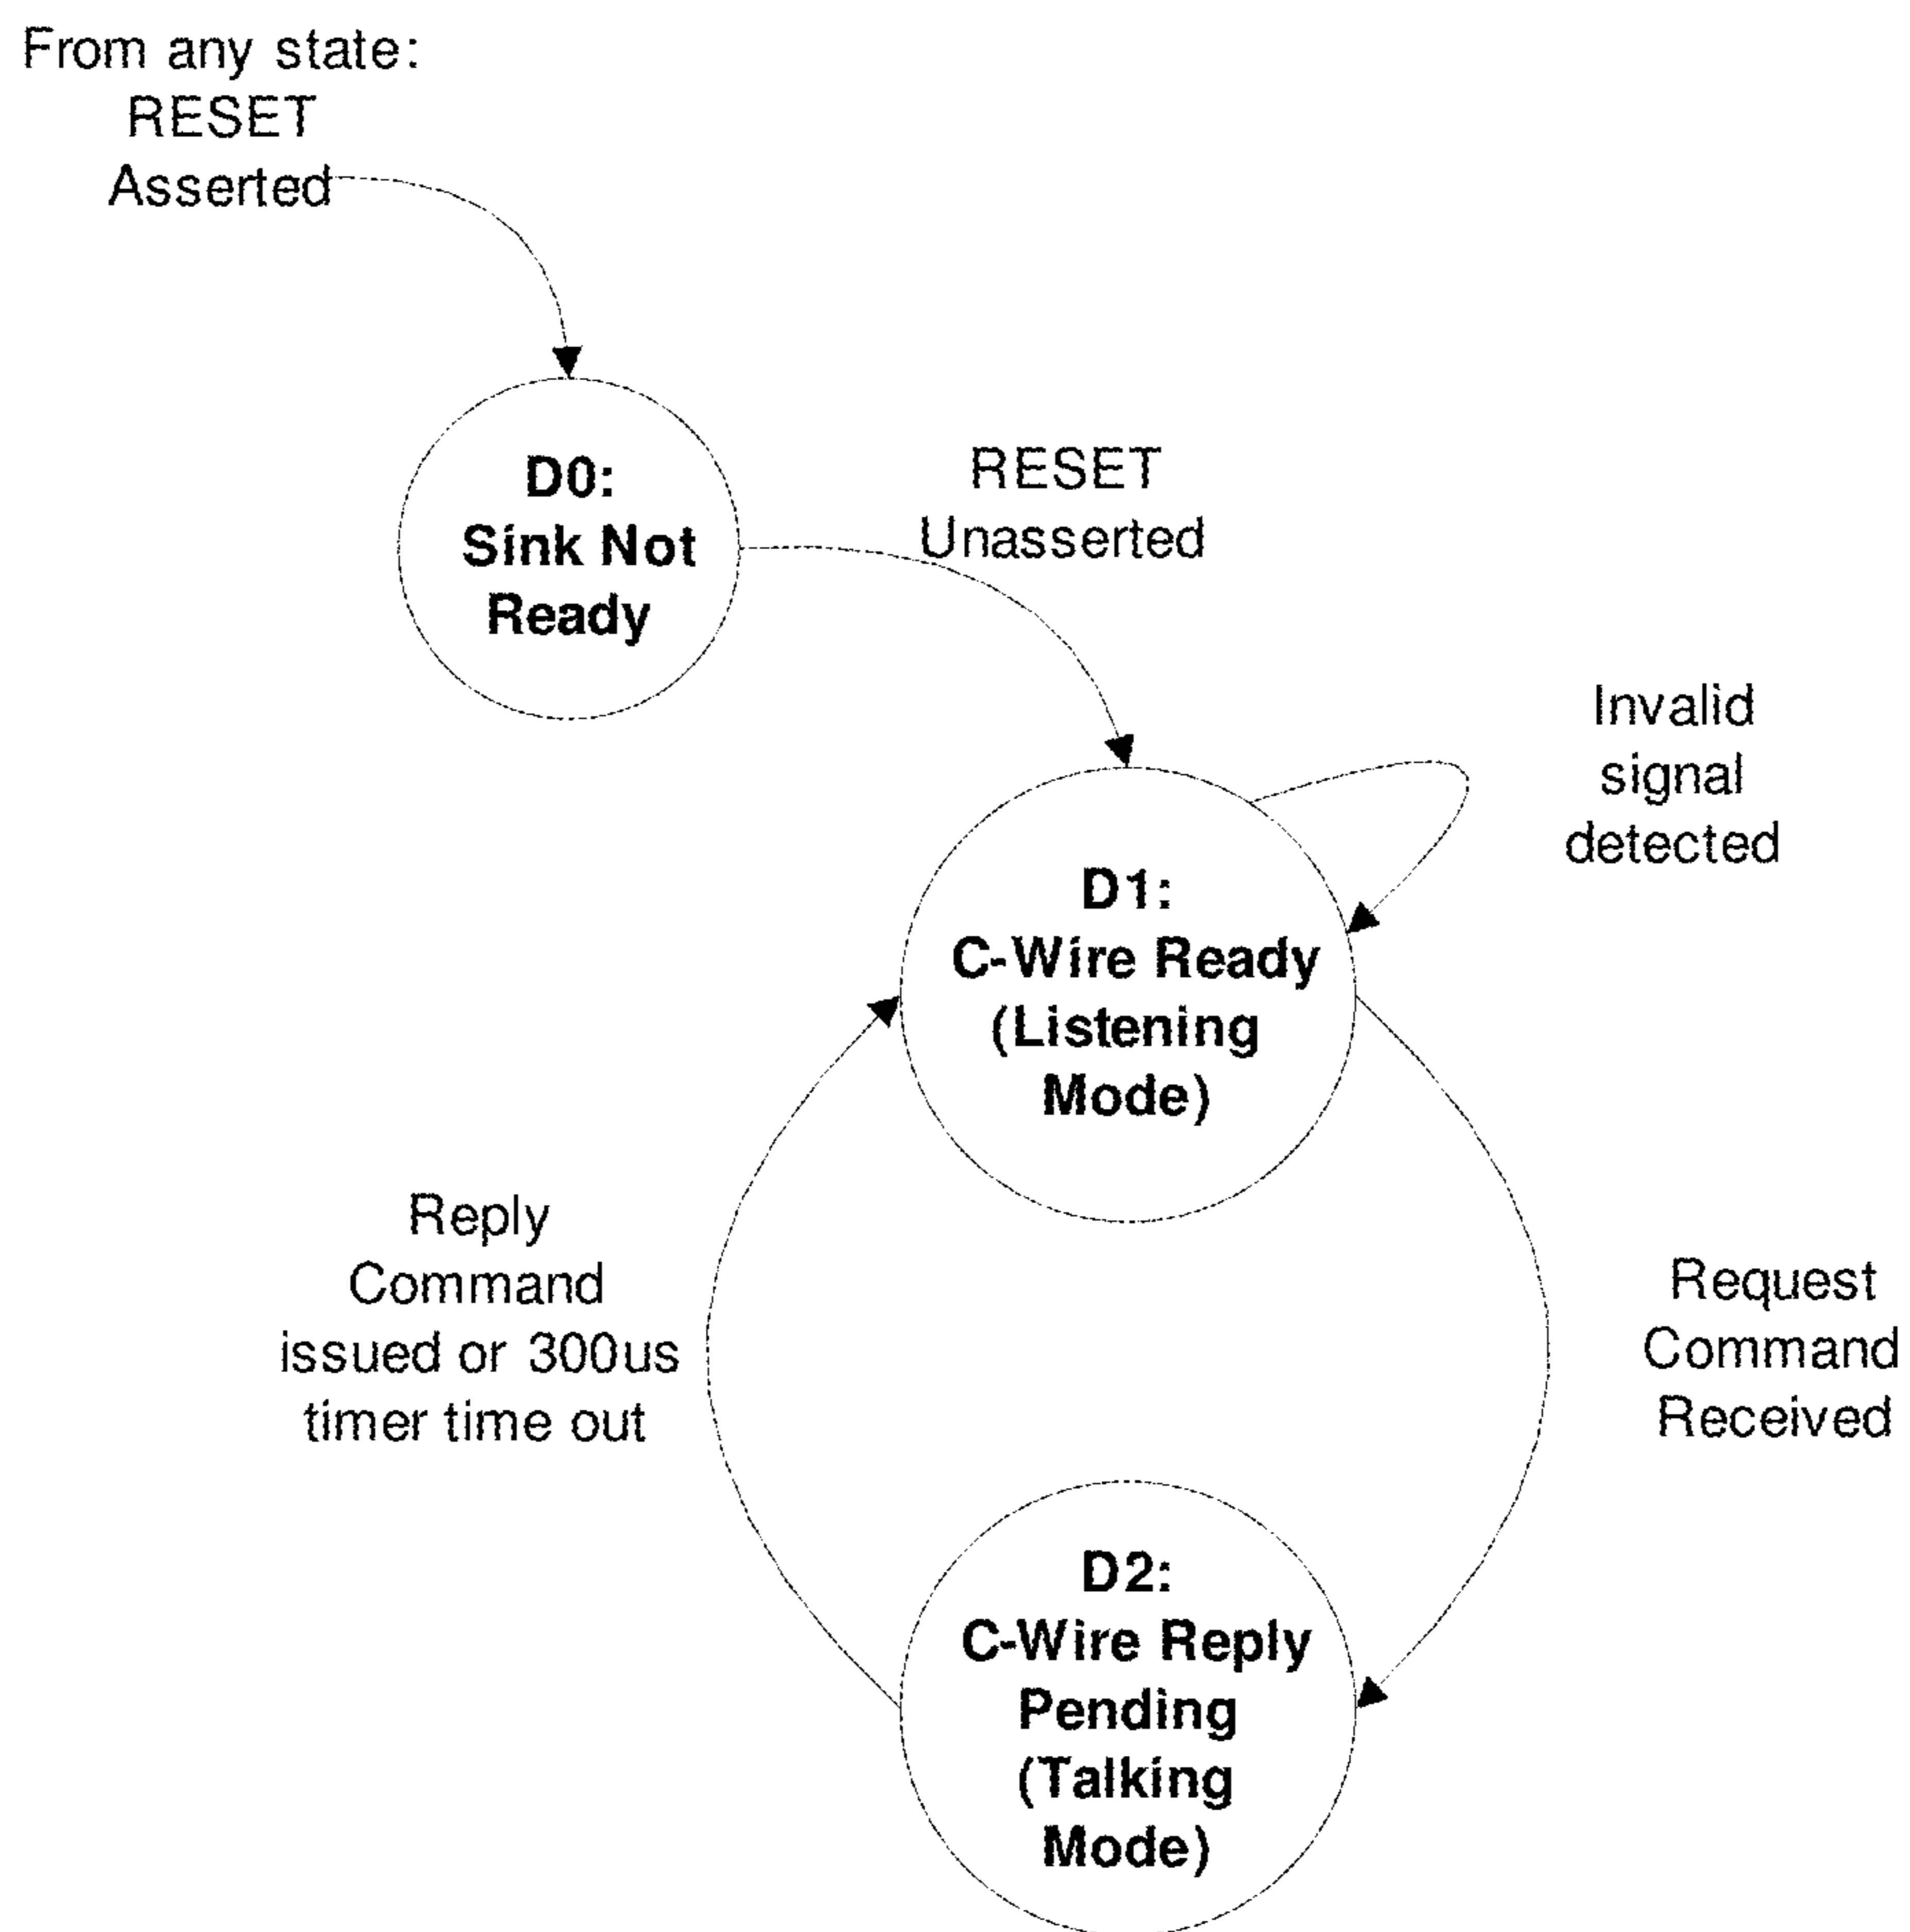 From any state:
RESET
Asserted
D0:
Sink Not
Ready
RESET
Unasserted
Invalid
signal
detected
D1:
C-Wire Ready
(Listening
Mode)
Reply
Command
issued or 300us
timer time out
Request
Command
Received
D2:
C-Wire Reply
Pending
(Talking
Mode)